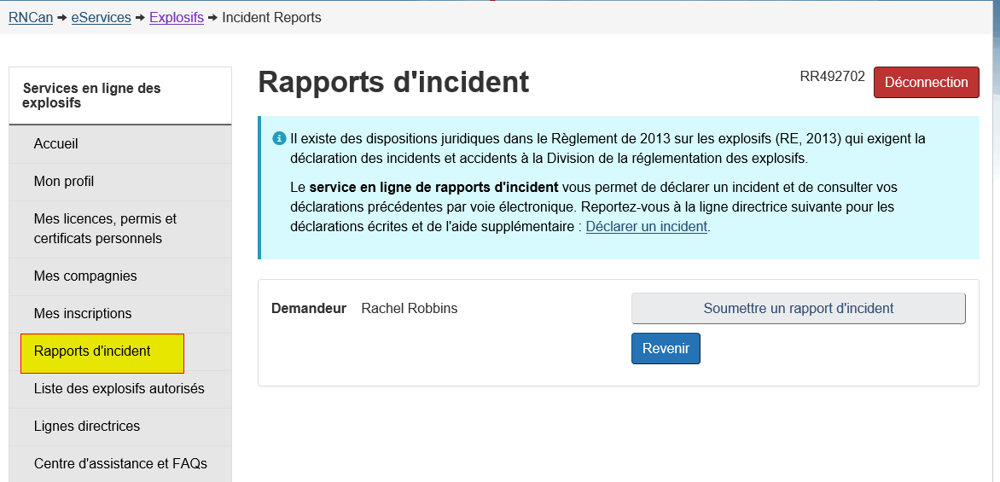 RNCan ➔ eServices ➔ Explosifs ➔ Incident Reports
Services en ligne des
explosifs
Accueil
Mon profil
Mes licences, permis et
certificats personnels
Mes compagnies
Mes inscriptions
Rapports d'incident
Liste des explosifs autorisés
Lignes directrices
Centre d'assistance et FAQs
Rapports d'incident
RR492702
Déconnection
Il existe des dispositions juridiques dans le Règlement de 2013 sur les explosifs (RE, 2013) qui exigent la
déclaration des incidents et accidents à la Division de la réglementation des explosifs.
Le service en ligne de rapports d'incident vous permet de déclarer un incident et de consulter vos
déclarations précédentes par voie électronique. Reportez-vous à la ligne directrice suivante pour les
déclarations écrites et de l'aide supplémentaire : Déclarer un incident.
Demandeur Rachel Robbins
Soumettre un rapport d'incident
Revenir